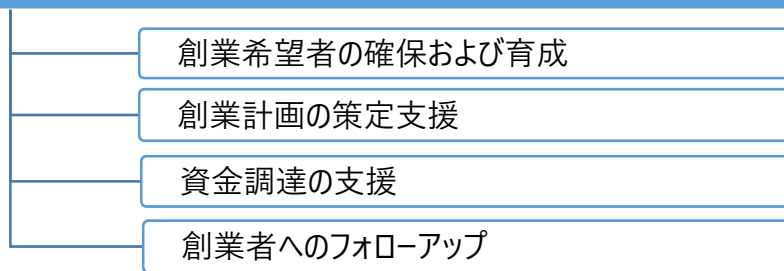 創業希望者の確保および育成
創業計画の策定支援
資金調達の支援
創業者へのフォローアップ